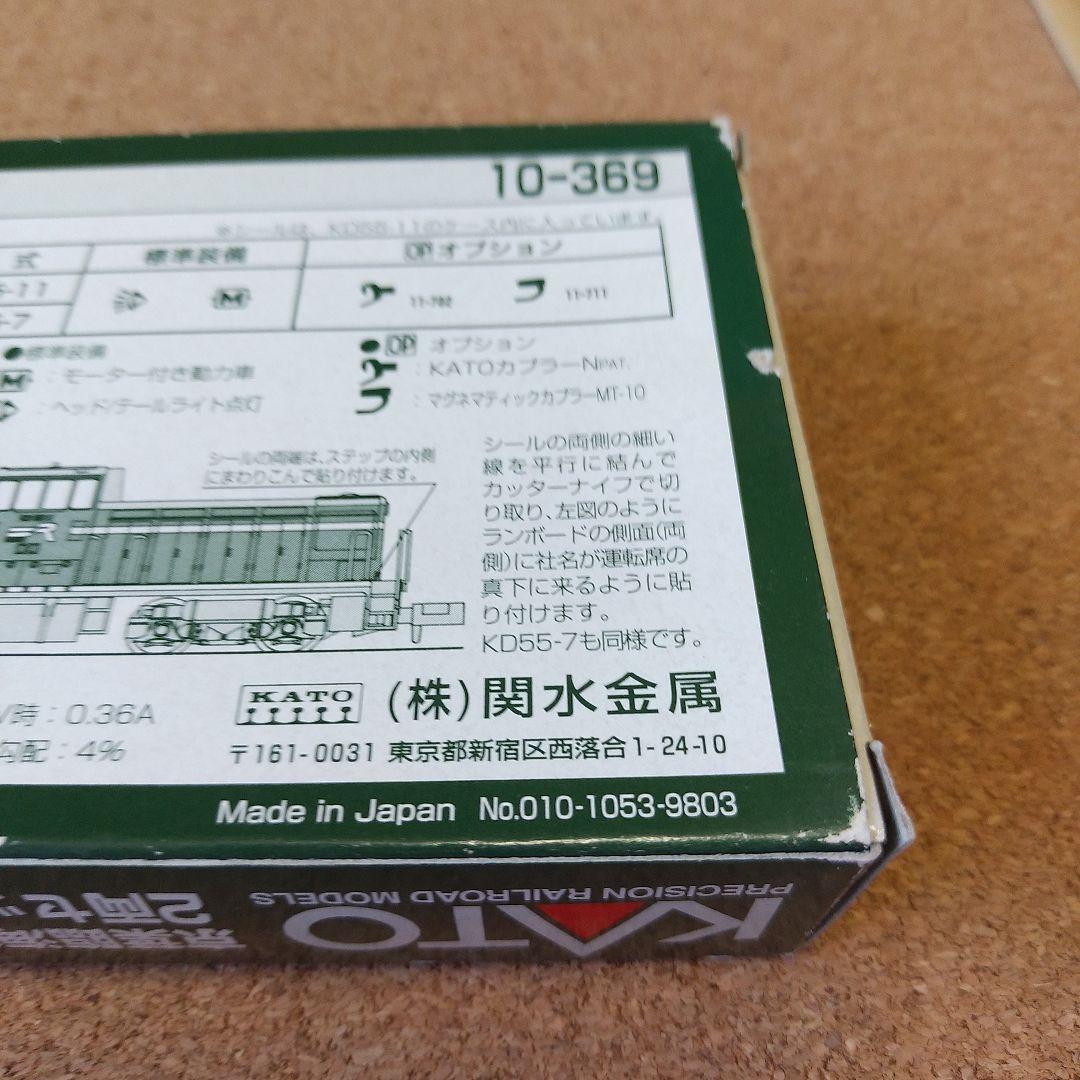 10-369
※シールは、KD55-11のケース内に入っています。
式 標準装備 OPオプション
-11 11-702 11-711
-7
●標準装備
M : モーター付き動力車
: ヘッド/テールライト点灯
●OP オプション
: KATOカプラーNPAT.
: マグネマティックカプラーMT-10
シールの両端は、ステップの内側
にまわりこんで貼り付けます。
シールの両側の細い
線を平行に結んで
カッターナイフで切
り取り、左図のように
ランボードの側面(両
側)に社名が運転席の
真下に来るように貼
り付けます。
KD55-7も同様です。
V時 : 0.36A
勾配 : 4%
KATO (株)関水金属
〒161-0031 東京都新宿区西落合1-24-10
Made in Japan No.010-1053-9803
KATO
PRECISION RAILROAD MODELS
京葉臨海
2両セッ